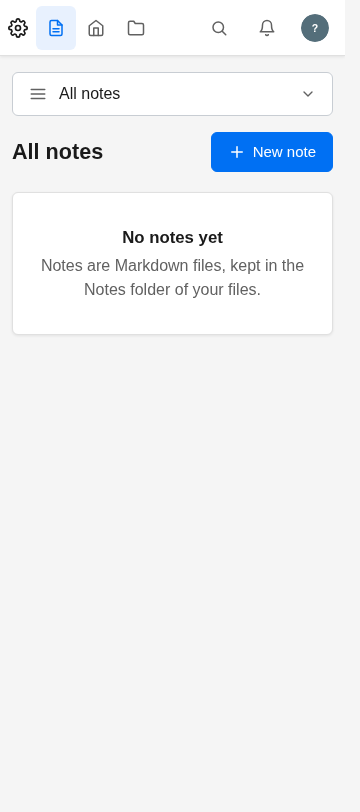 ?
All notes
All notes
New note
No notes yet
Notes are Markdown files, kept in the
Notes folder of your files.